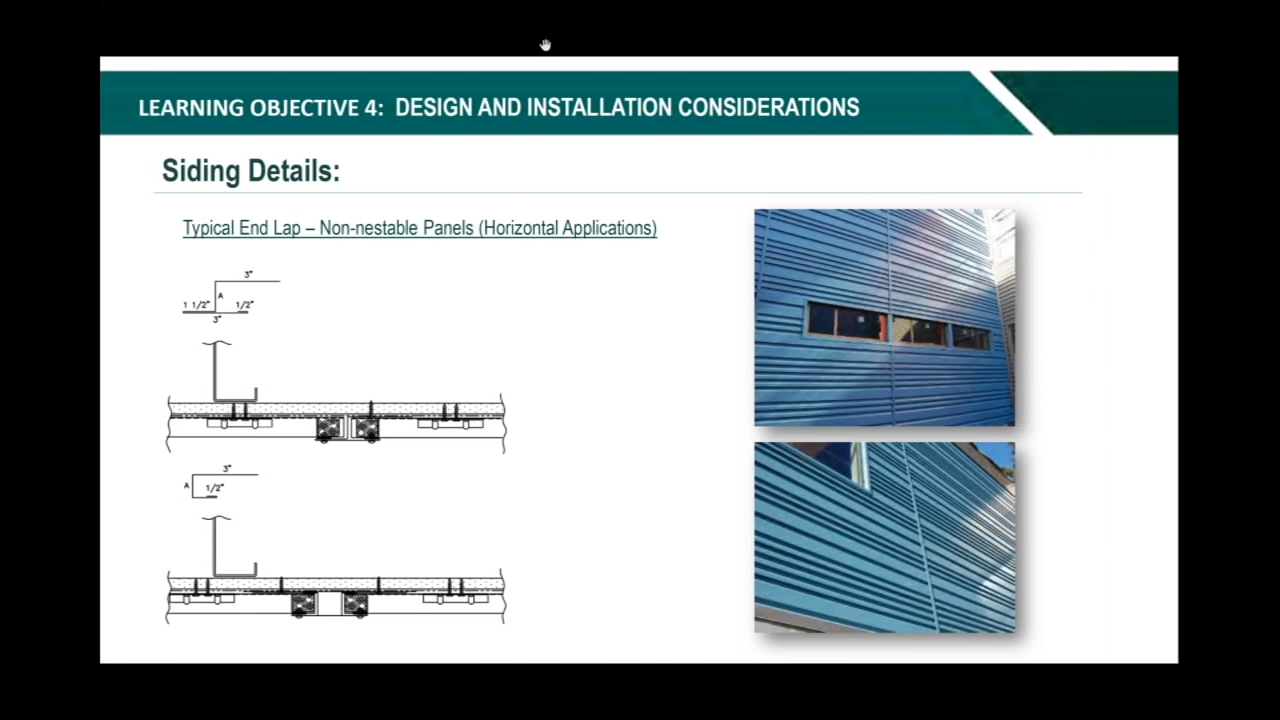 LEARNING OBJECTIVE 4: DESIGN AND INSTALLATION CONSIDERATIONS
Siding Details:
Typical End Lap – Non-nestable Panels (Horizontal Applications)
3"
A
1 1/2" 1/2"
3"
3"
A 1/2"